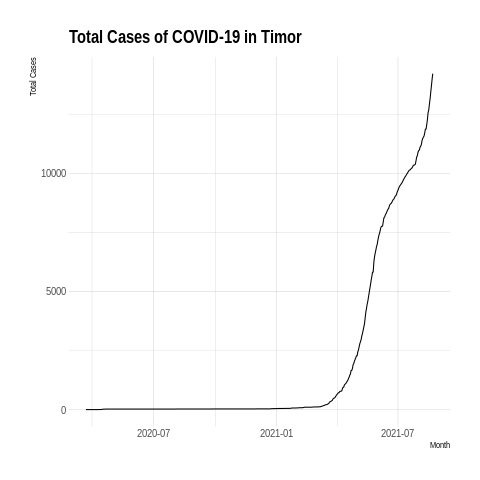 Total Cases of COVID-19 in Timor
Total Cases
10000
5000
0
2020-07 2021-01 2021-07
Month